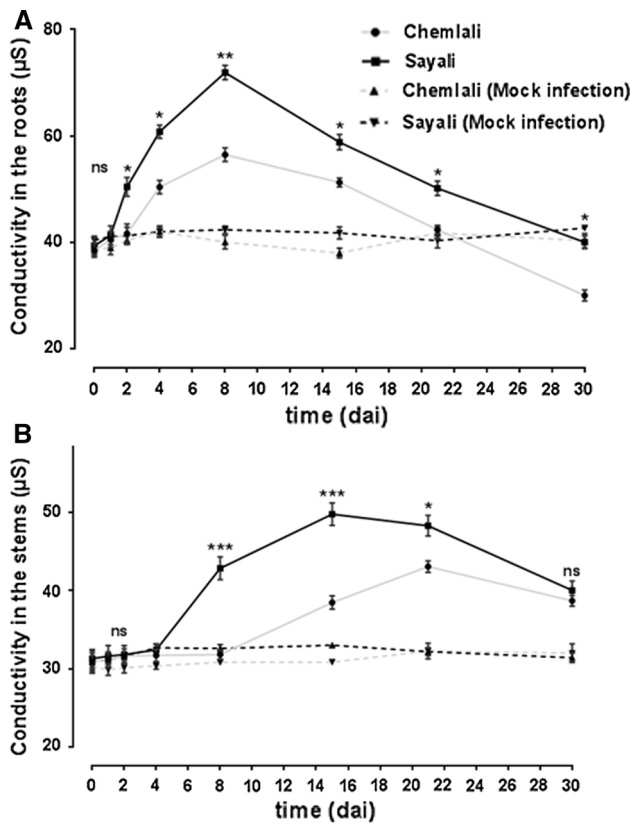 A
Conductivity in the roots (µS)
80
60
40
20
Chemlali
Sayali
Chemlali (Mock infection)
Sayali (Mock infection)
ns
*
*
**
*
*
*
0 2 4 6 8 10 12 14 16 18 20 22 24 26 28 30
time (dai)
B
Conductivity in the stems (µS)
50
40
30
20
ns
***
***
*
ns
0 2 4 6 8 10 12 14 16 18 20 22 24 26 28 30
time (dai)